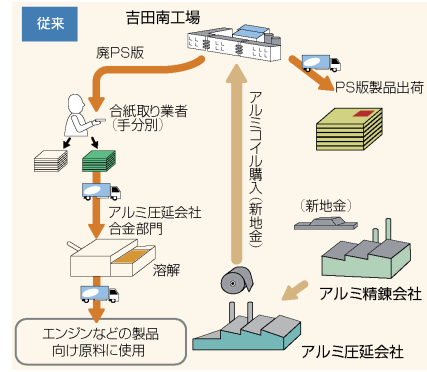 従来
吉田南工場
廃PS版
PS版製品出荷
合紙取り業者
（手分別）
アルミコイル購入（新地金）
アルミ圧延会社
合金部門
（新地金）
溶解
アルミ精錬会社
エンジンなどの製品
向け原料に使用
アルミ圧延会社